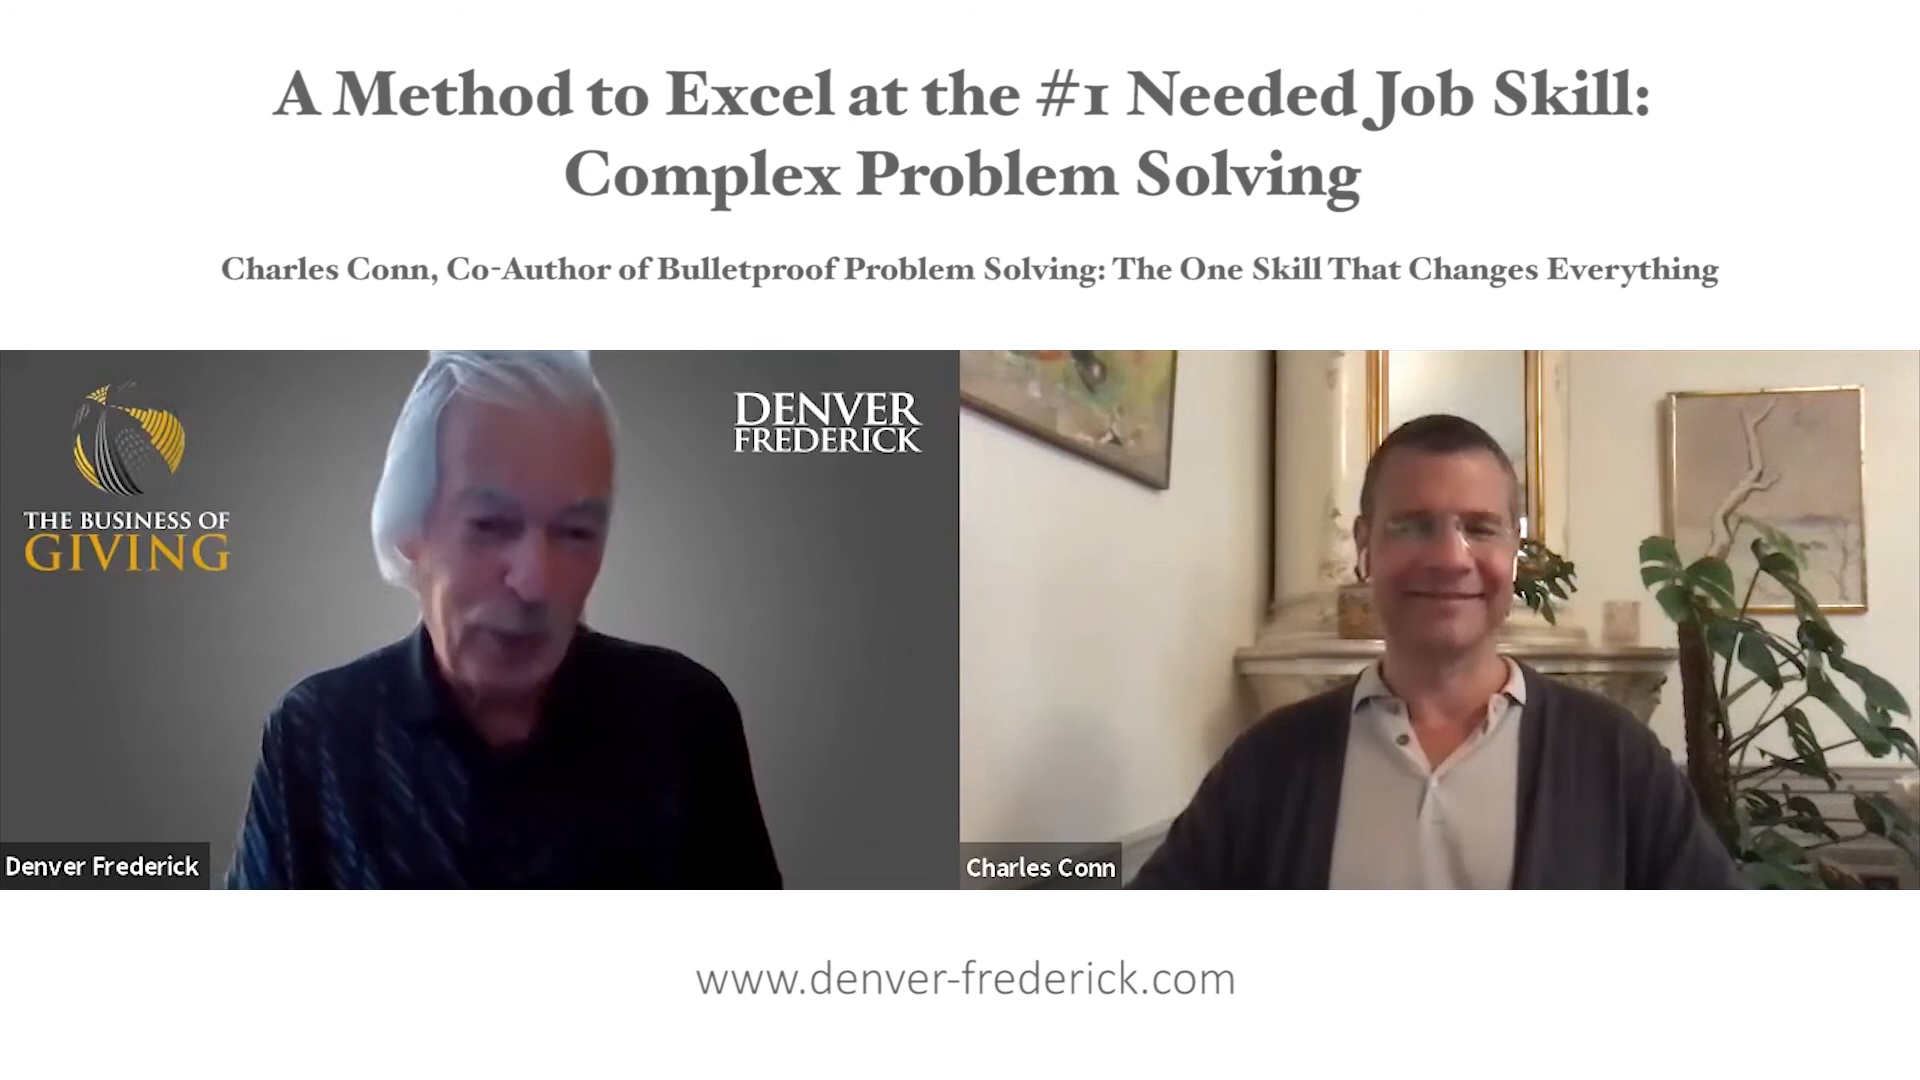 A Method to Excel at the #1 Needed Job Skill:
Complex Problem Solving
Charles Conn, Co-Author of Bulletproof Problem Solving: The One Skill That Changes Everything
DENVER
FREDERICK
THE BUSINESS OF
GIVING
Denver Frederick
Charles Conn
www.denver-frederick.com